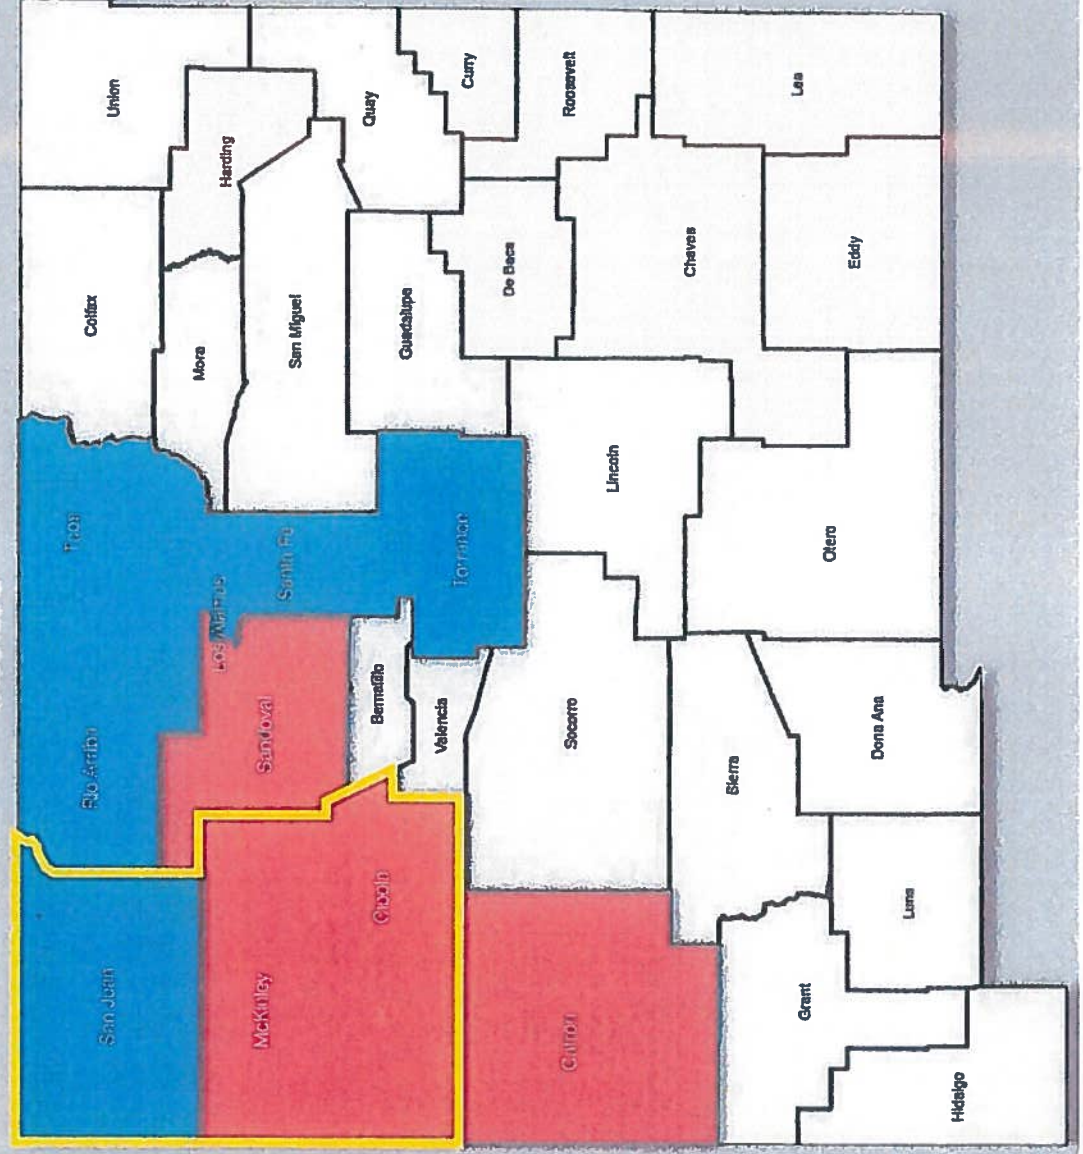 San Juan
Rio Arriba
Taos
Colfax
Union
Los Alamos
Mora
Harding
McKinley
Sandoval
Santa Fe
San Miguel
Quay
Cibola
Bernalillo
Guadalupe
Valencia
Torrance
Curry
De Baca
Catron
Socorro
Roosevelt
Lincoln
Chaves
Sierra
Lea
Grant
Otero
Eddy
Dona Ana
Luna
Hidalgo